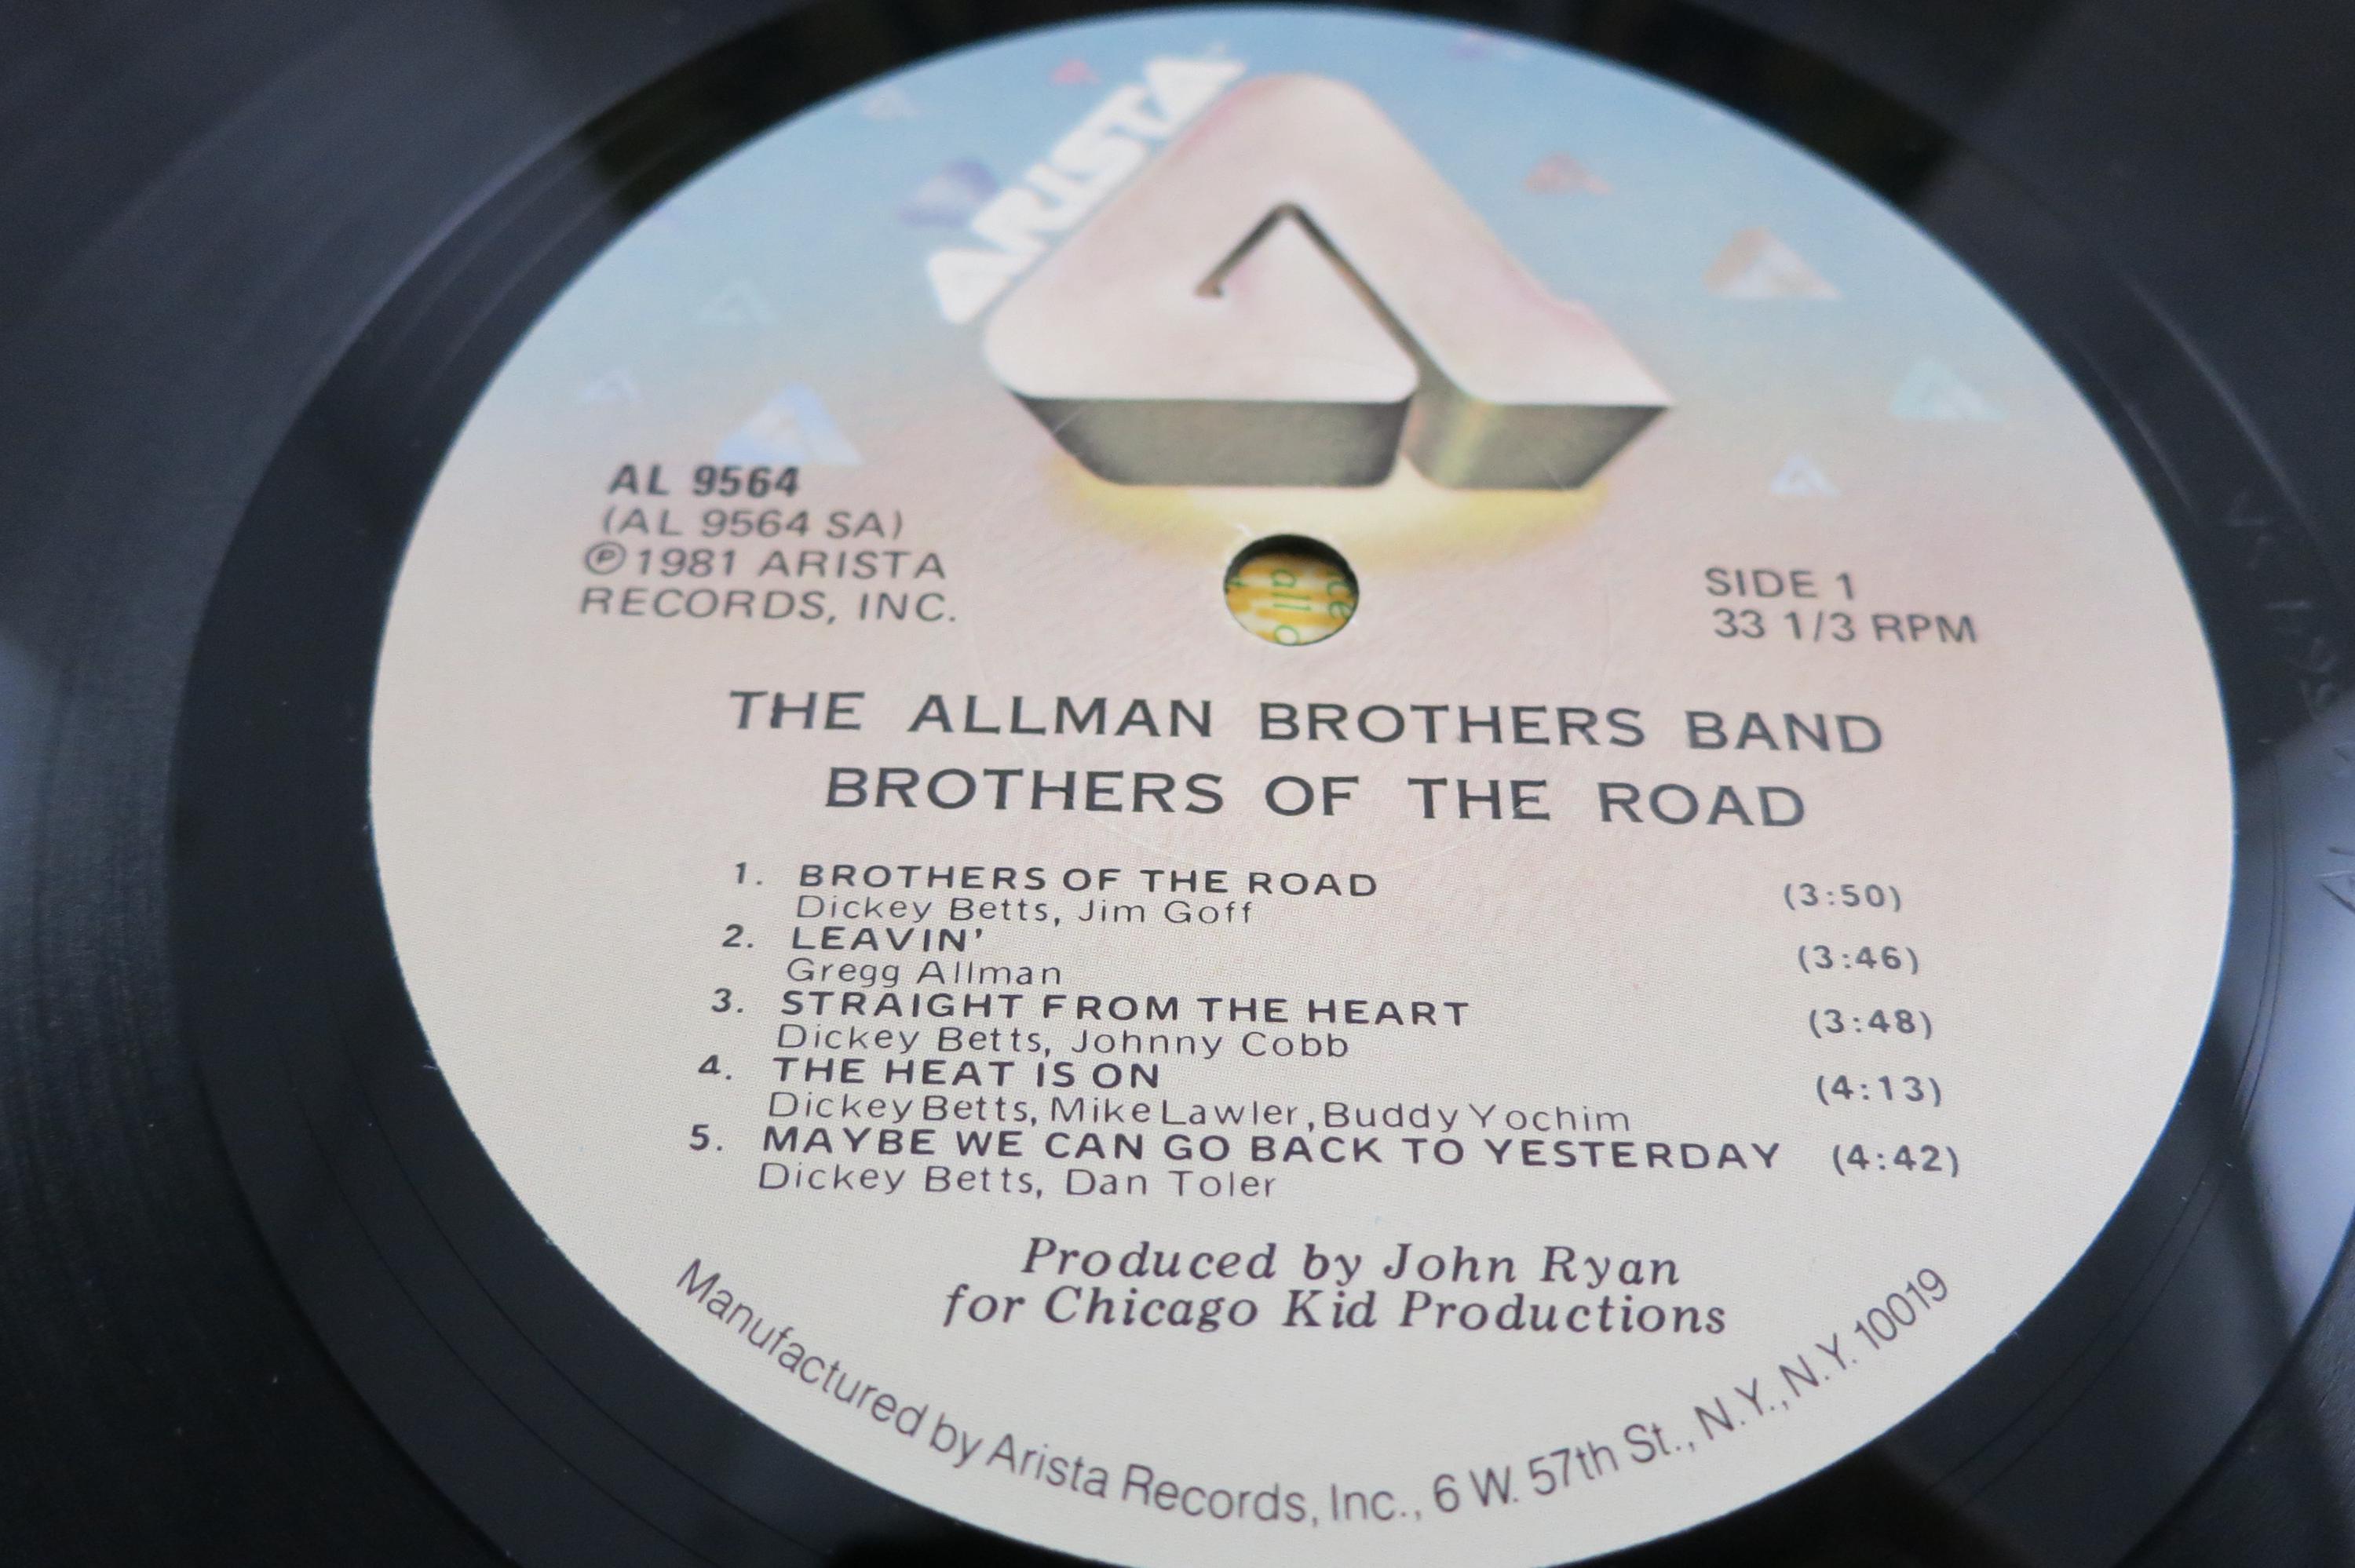 ARISTA
AL 9564
(AL 9564 SA)
℗1981 ARISTA
RECORDS, INC.
SIDE 1
33 1/3 RPM
THE ALLMAN BROTHERS BAND
BROTHERS OF THE ROAD
1. BROTHERS OF THE ROAD (3:50)
Dickey Betts, Jim Goff
2. LEAVIN' (3:46)
Gregg Allman
3. STRAIGHT FROM THE HEART (3:48)
Dickey Betts, Johnny Cobb
4. THE HEAT IS ON (4:13)
Dickey Betts, Mike Lawler, Buddy Yochim
5. MAYBE WE CAN GO BACK TO YESTERDAY (4:42)
Dickey Betts, Dan Toler
Produced by John Ryan
for Chicago Kid Productions
Manufactured by Arista Records, Inc., 6 W. 57th St., N.Y., N.Y. 10019